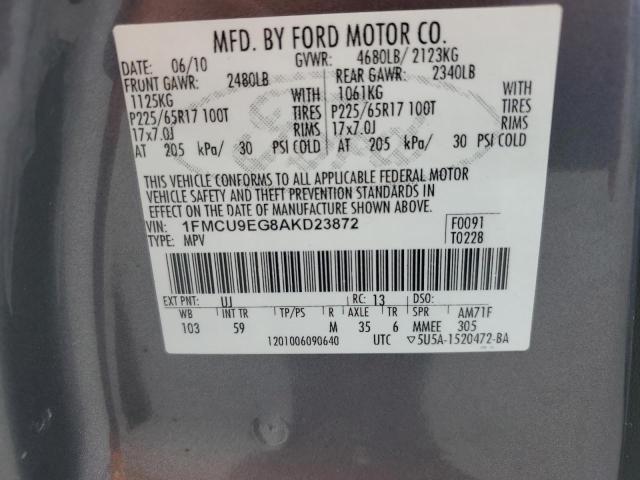 MFD. BY FORD MOTOR CO.
DATE: 06/10 GVWR: 4680LB/ 2123KG
FRONT GAWR: 2480LB REAR GAWR: 2340LB
1125KG WITH 1061KG WITH
P225/65R17 100T TIRES P225/65R17 100T TIRES
17x7.0J RIMS 17x7.0J RIMS
AT 205 kPa/ 30 PSI COLD AT 205 kPa/ 30 PSI COLD
THIS VEHICLE CONFORMS TO ALL APPLICABLE FEDERAL MOTOR
VEHICLE SAFETY AND THEFT PREVENTION STANDARDS IN
EFFECT ON THE DATE OF MANUFACTURE SHOWN ABOVE.
VIN: 1FMCU9EG8AKD23872 F0091
TYPE: MPV T0228
EXT PNT: UJ RC: 13 DSO:
WB INT TR TP/PS R AXLE TR SPR AM71F
103 59 M 35 6 MMEE 305
1201006090640 UTC ▽5U5A-1520472-BA